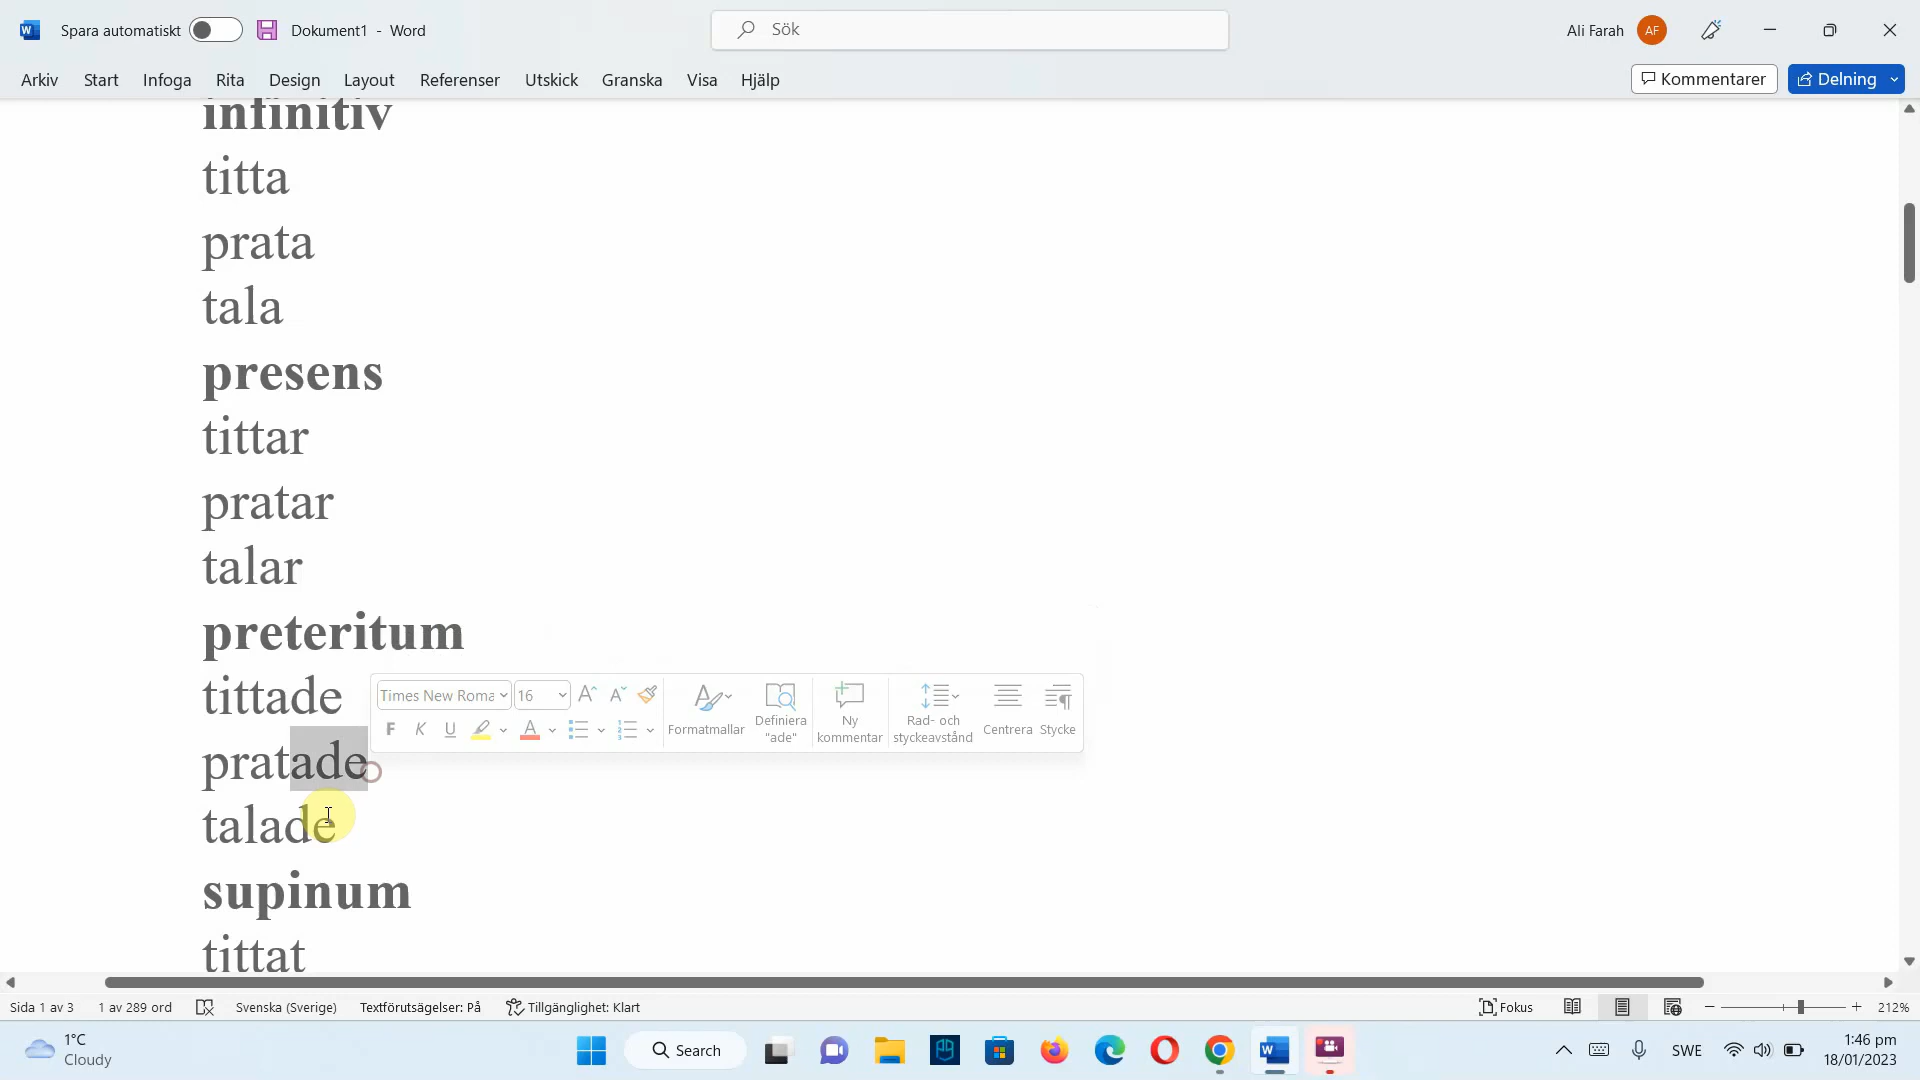 Spara automatiskt Dokument1 - Word Sök Ali Farah AF
Arkiv Start Infoga Rita Design Layout Referenser Utskick Granska Visa Hjälp Kommentarer Delning
infinitiv
titta
prata
tala
presens
tittar
pratar
talar
preteritum
tittade
pratade
talade
supinum
tittat
Times New Roma 16
F K U A
Formatmallar
Definiera "ade"
Ny kommentar
Rad- och styckeavstånd
Centrera
Stycke
Sida 1 av 3 1 av 289 ord Svenska (Sverige) Textförutsägelser: På Tillgänglighet: Klart Fokus 212%
1°C
Cloudy
Search
SWE
1:46 pm
18/01/2023